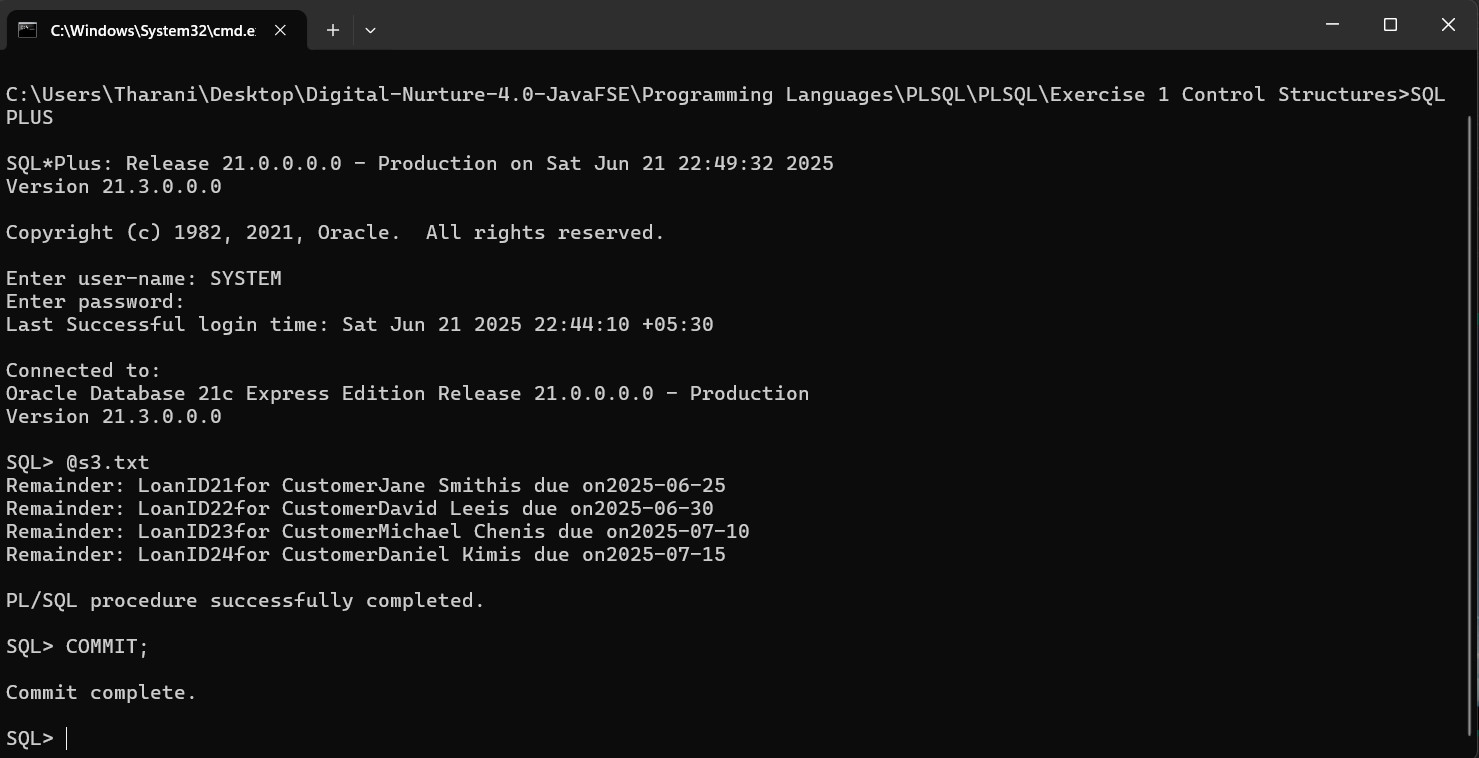 C:\Windows\System32\cmd.e
C:\Users\Tharani\Desktop\Digital-Nurture-4.0-JavaFSE\Programming Languages\PLSQL\PLSQL\Exercise 1 Control Structures>SQL
PLUS
SQL*Plus: Release 21.0.0.0.0 - Production on Sat Jun 21 22:49:32 2025
Version 21.3.0.0.0
Copyright (c) 1982, 2021, Oracle.  All rights reserved.
Enter user-name: SYSTEM
Enter password:
Last Successful login time: Sat Jun 21 2025 22:44:10 +05:30
Connected to:
Oracle Database 21c Express Edition Release 21.0.0.0.0 - Production
Version 21.3.0.0.0
SQL> @s3.txt
Remainder: LoanID21for CustomerJane Smithis due on2025-06-25
Remainder: LoanID22for CustomerDavid Leeis due on2025-06-30
Remainder: LoanID23for CustomerMichael Chenis due on2025-07-10
Remainder: LoanID24for CustomerDaniel Kimis due on2025-07-15
PL/SQL procedure successfully completed.
SQL> COMMIT;
Commit complete.
SQL>